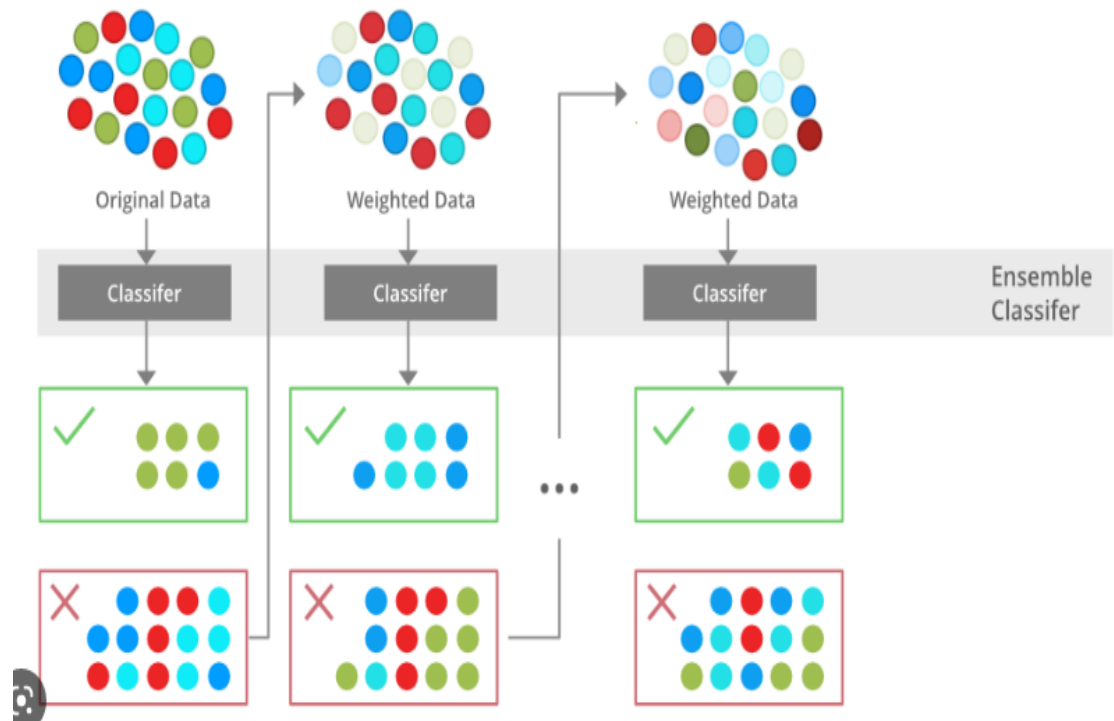 Original Data
Weighted Data
Weighted Data
Classifer
Classifer
Classifer
Ensemble
Classifer
...